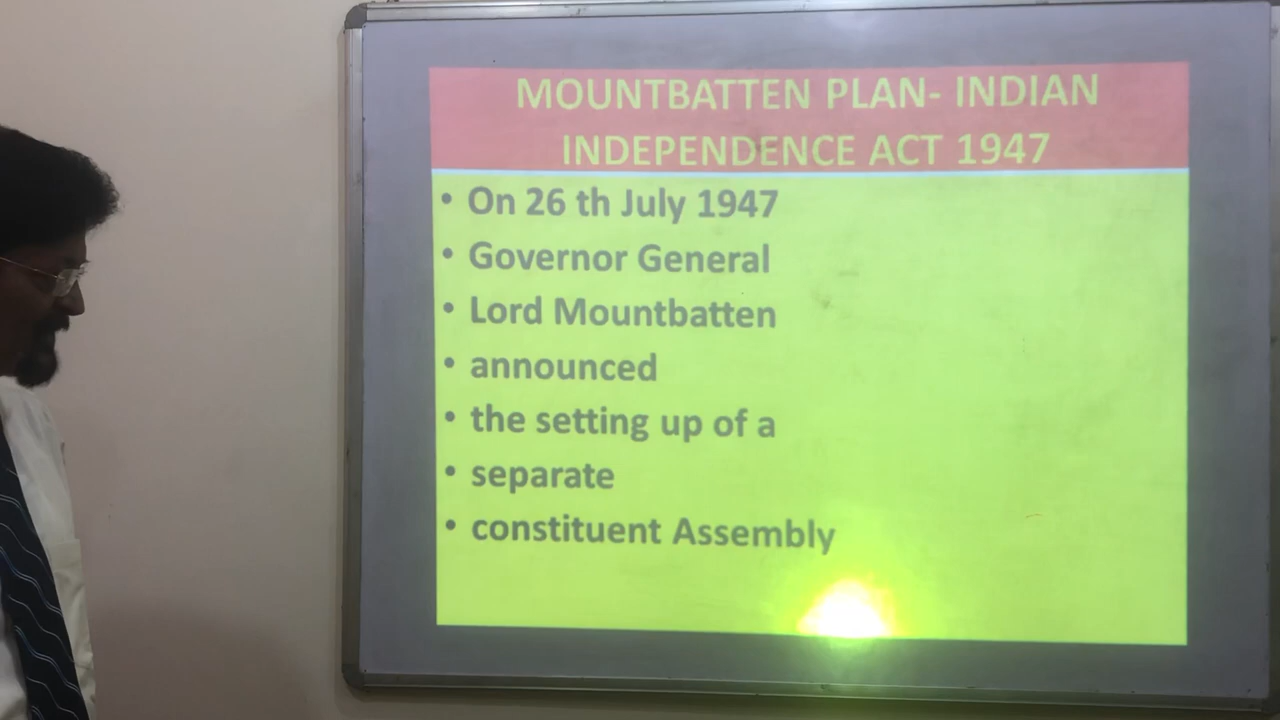 MOUNTBATTEN PLAN- INDIAN
INDEPENDENCE ACT 1947
• On 26 th July 1947
• Governor General
• Lord Mountbatten
• announced
• the setting up of a
• separate
• constituent Assembly